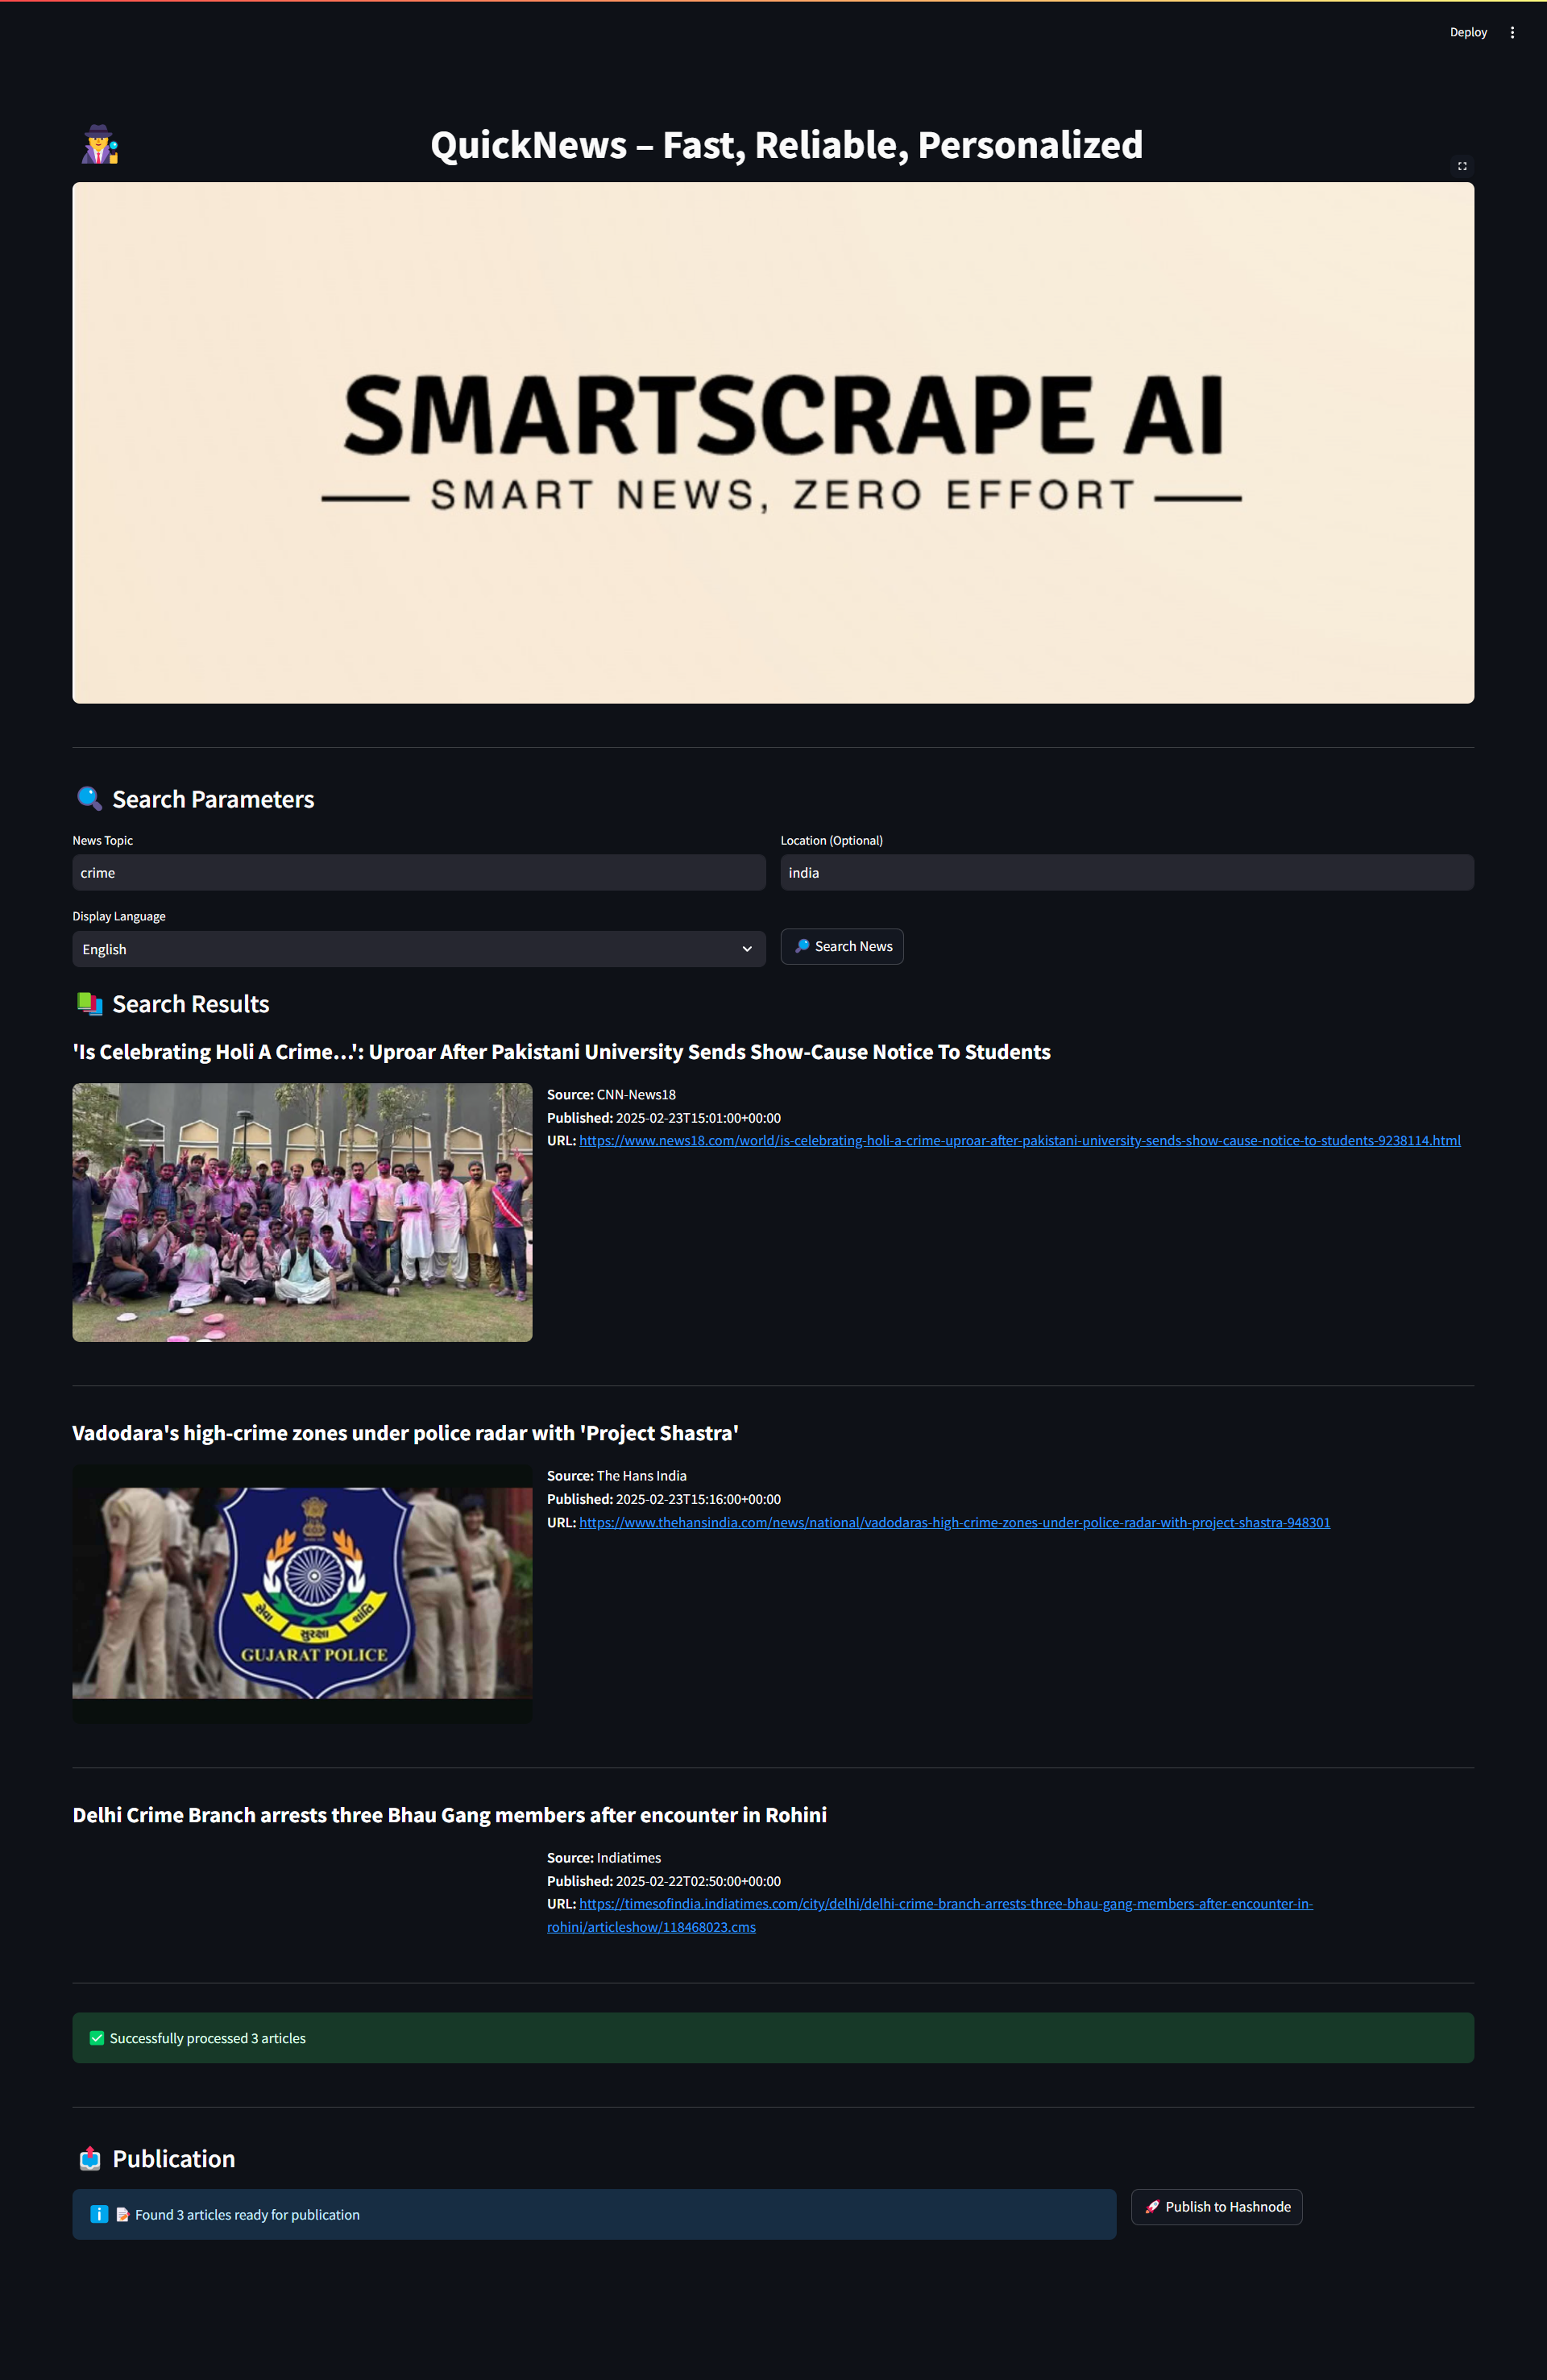 Deploy
QuickNews – Fast, Reliable, Personalized
SMARTSCRAPE AI
SMART NEWS, ZERO EFFORT
Search Parameters
News Topic
Location (Optional)
crime
india
Display Language
English
Search News
Search Results
'Is Celebrating Holi A Crime...': Uproar After Pakistani University Sends Show-Cause Notice To Students
Source: CNN-News18
Published: 2025-02-23T15:01:00+00:00
URL: https://www.news18.com/world/is-celebrating-holi-a-crime-uproar-after-pakistani-university-sends-show-cause-notice-to-students-9238114.html
Vadodara's high-crime zones under police radar with 'Project Shastra'
Source: The Hans India
Published: 2025-02-23T15:16:00+00:00
URL: https://www.thehansindia.com/news/national/vadodaras-high-crime-zones-under-police-radar-with-project-shastra-948301
સેવા સુરક્ષા શાંતિ
GUJARAT POLICE
Delhi Crime Branch arrests three Bhau Gang members after encounter in Rohini
Source: Indiatimes
Published: 2025-02-22T02:50:00+00:00
URL: https://timesofindia.indiatimes.com/city/delhi/delhi-crime-branch-arrests-three-bhau-gang-members-after-encounter-in-
rohini/articleshow/118468023.cms
Successfully processed 3 articles
Publication
Found 3 articles ready for publication
Publish to Hashnode